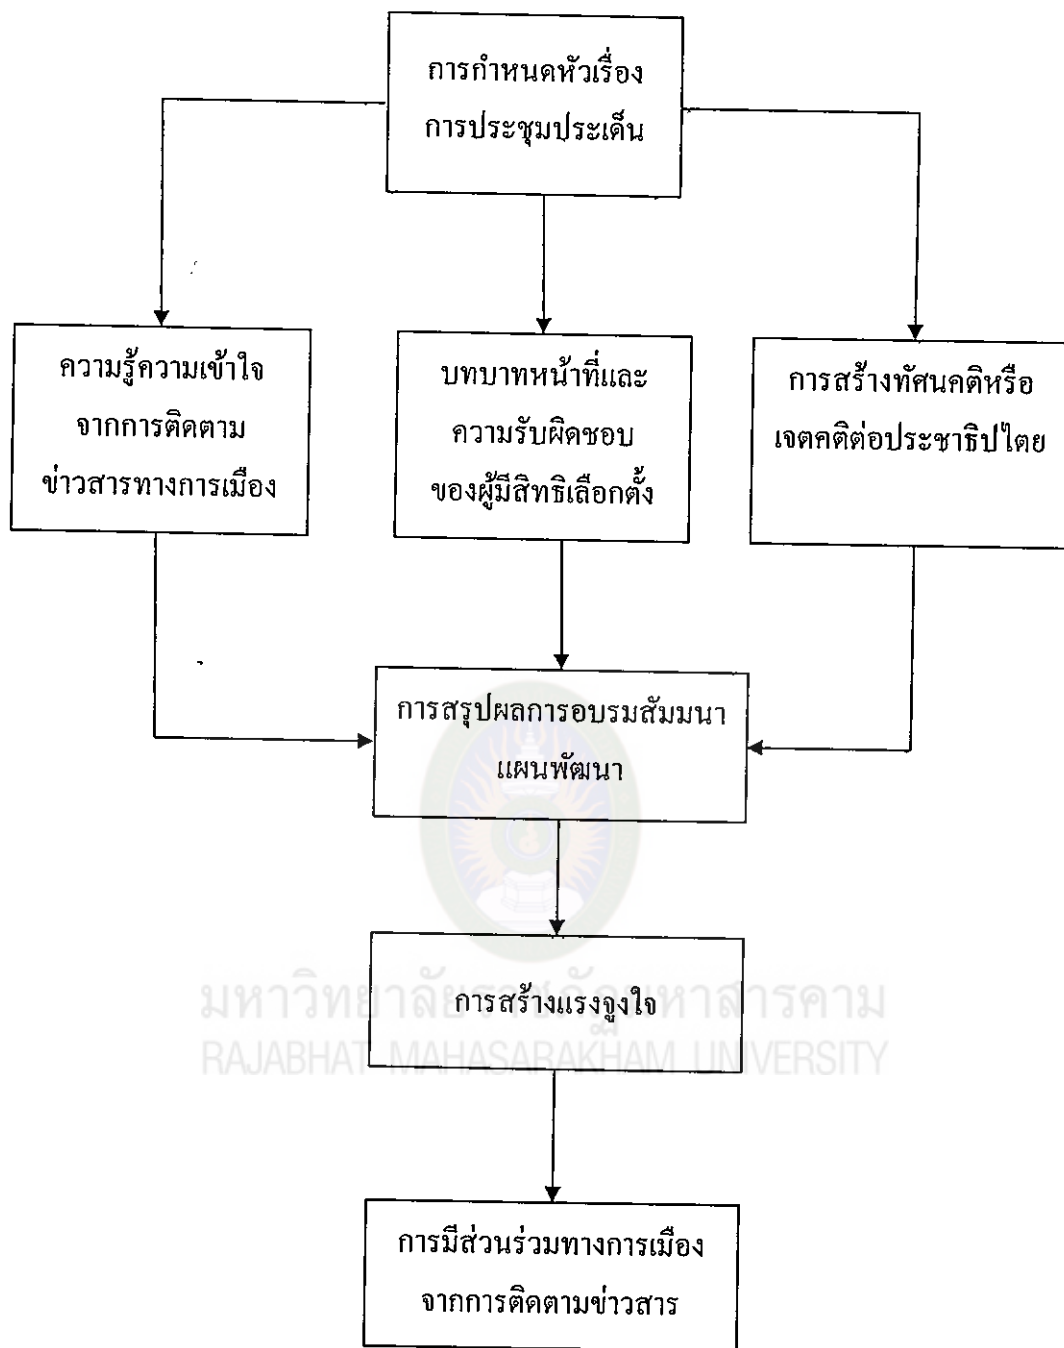 การกำหนดหัวเรื่อง
การประชุมประเด็น
ความรู้ความเข้าใจ
จากการติดตาม
ข่าวสารทางการเมือง
บทบาทหน้าที่และ
ความรับผิดชอบ
ของผู้มีสิทธิเลือกตั้ง
การสร้างทัศนคติหรือ
เจตคติต่อประชาธิปไตย
การสรุปผลการอบรมสัมมนา
แผนพัฒนา
การสร้างแรงจูงใจ
มหาวิทยาลัยราชภัฏมหาสารคาม
RAJABHAT MAHASARAKHAM UNIVERSITY
การมีส่วนร่วมทางการเมือง
จากการติดตามข่าวสาร